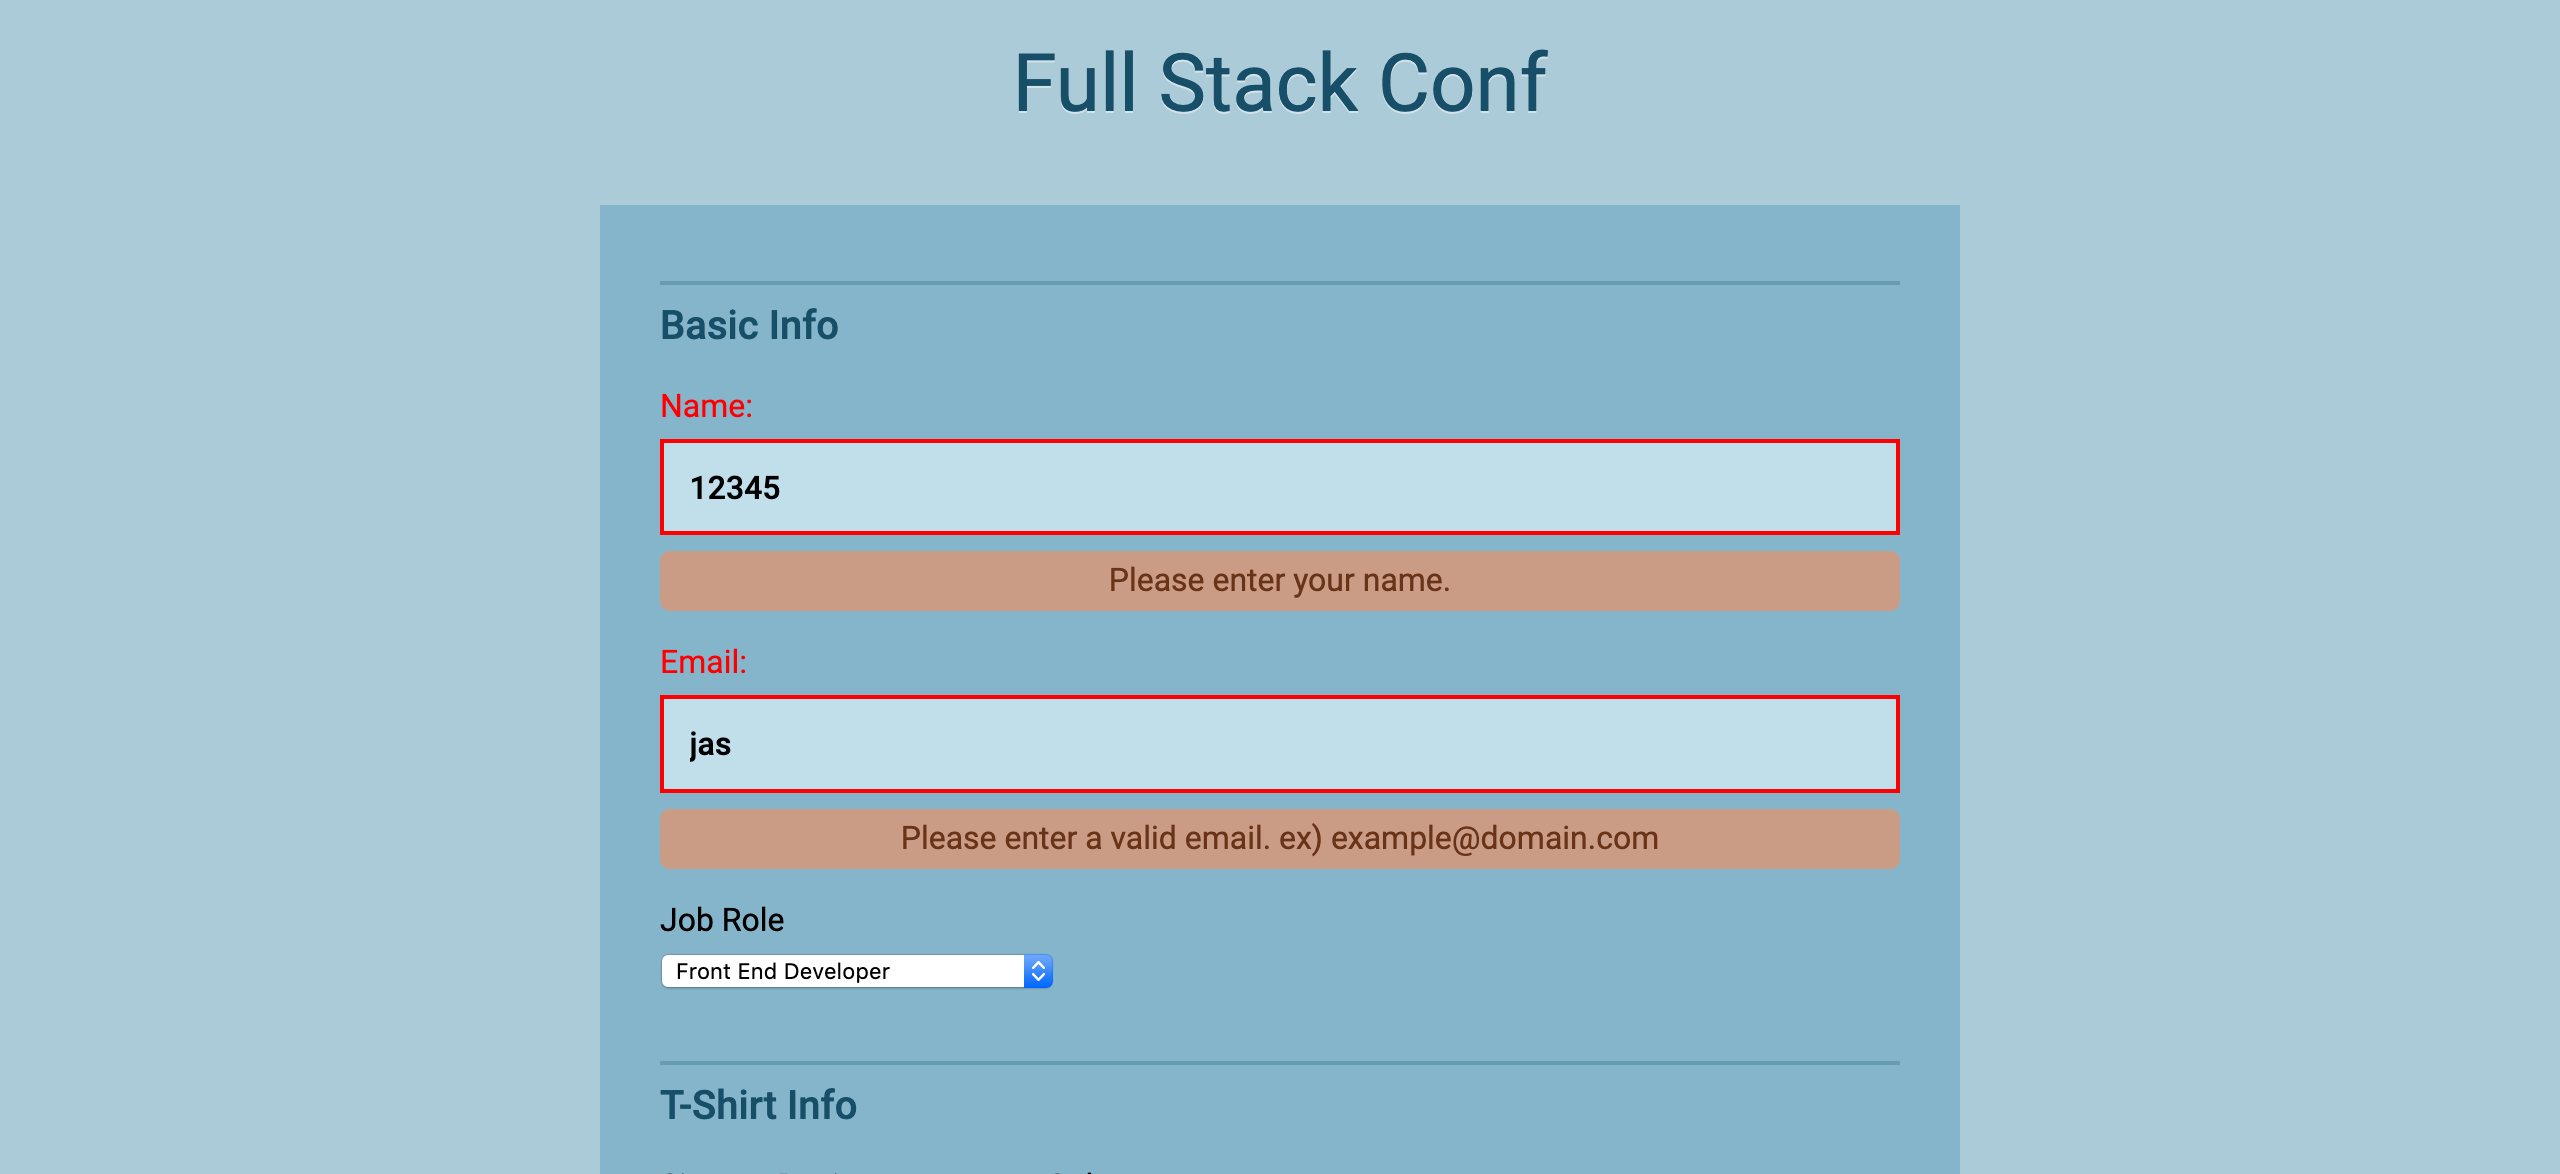 Full Stack Conf
Basic Info
Name:
12345
Please enter your name.
Email:
jas
Please enter a valid email. ex) example@domain.com
Job Role
Front End Developer
T-Shirt Info